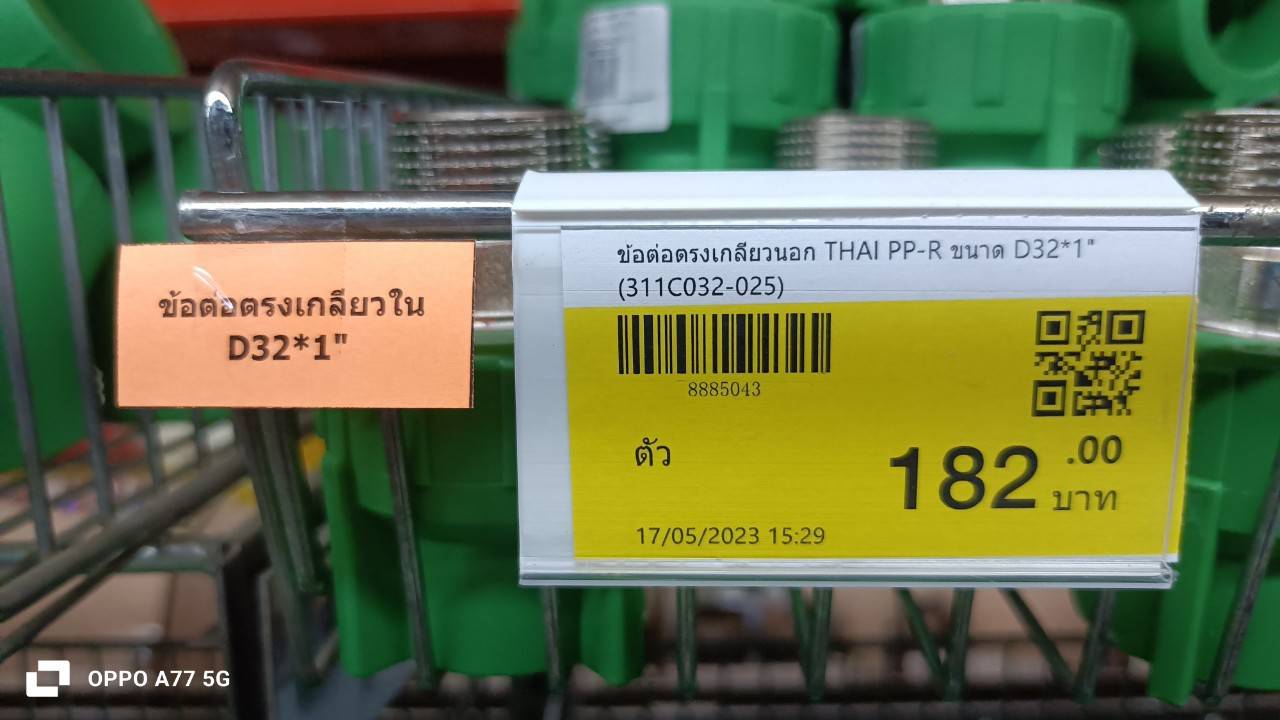 ข้อต่อตรงเกลียวใน
D32*1"
ข้อต่อตรงเกลียวนอก THAI PP-R ขนาด D32*1"
(311C032-025)
8885043
ตัว
182.00
บาท
17/05/2023 15:29
OPPO A77 5G